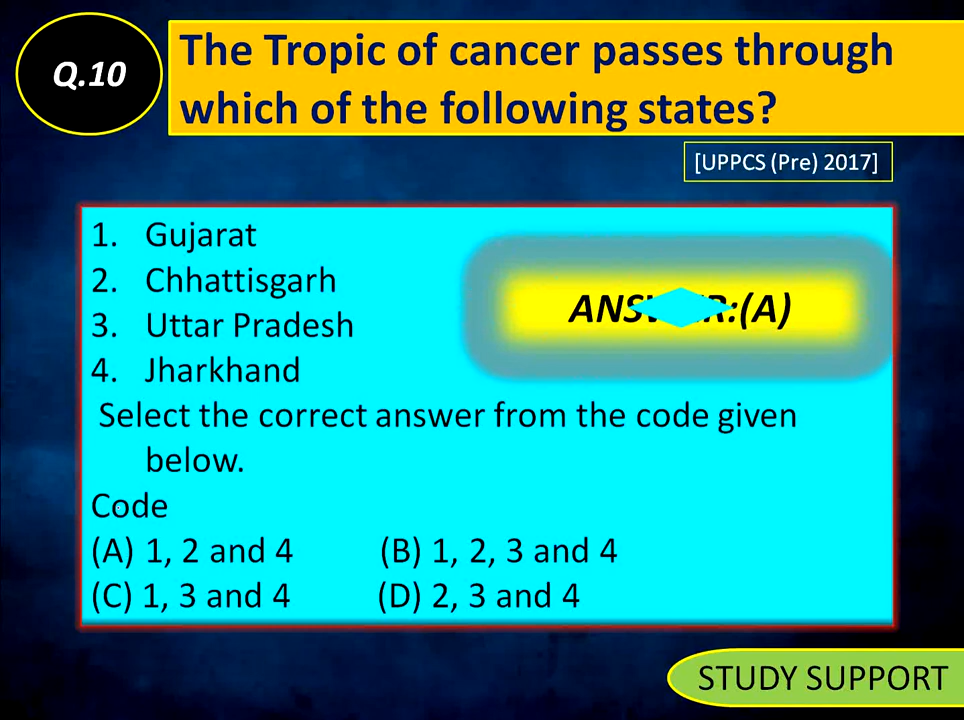 Q.10
The Tropic of cancer passes through
which of the following states?
[UPPCS (Pre) 2017]
1. Gujarat
2. Chhattisgarh
3. Uttar Pradesh
4. Jharkhand
ANSWER:(A)
Select the correct answer from the code given
below.
Code
(A) 1, 2 and 4 (B) 1, 2, 3 and 4
(C) 1, 3 and 4 (D) 2, 3 and 4
STUDY SUPPORT